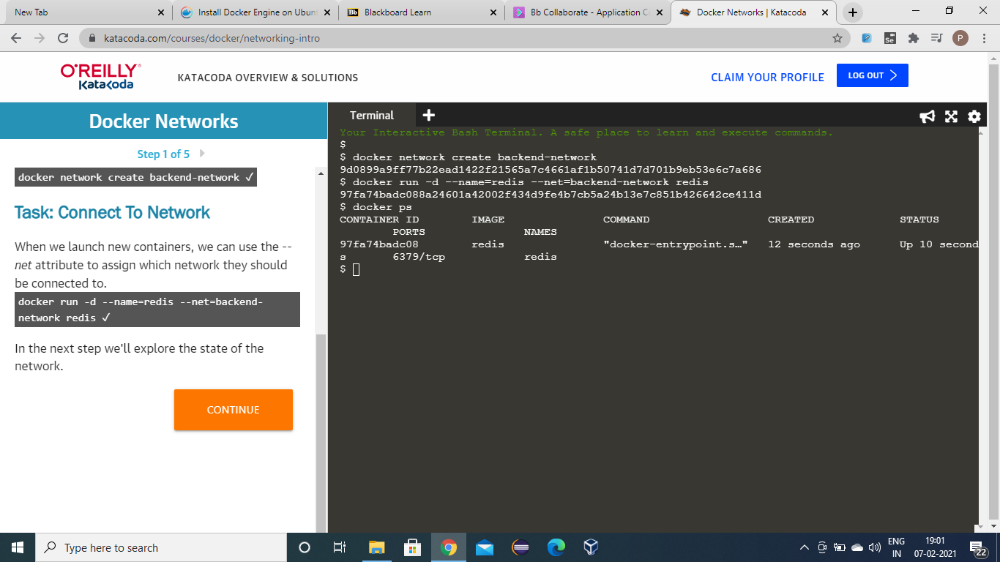 New Tab
Install Docker Engine on Ubunt
Blackboard Learn
Bb Collaborate - Application C
Docker Networks | Katacoda
katacoda.com/courses/docker/networking-intro
O'REILLY®
Katacoda
KATACODA OVERVIEW & SOLUTIONS
CLAIM YOUR PROFILE
LOG OUT
Docker Networks
Step 1 of 5
docker network create backend-network ✓
Task: Connect To Network
When we launch new containers, we can use the --
net attribute to assign which network they should
be connected to.
docker run -d --name=redis --net=backend-
network redis ✓
In the next step we'll explore the state of the
network.
CONTINUE
Terminal
Your Interactive Bash Terminal. A safe place to learn and execute commands.
$
$ docker network create backend-network
9d0899a9ff77b22ead1422f21565a7c4661af1b50741d7d701b9eb53e6c7a686
$ docker run -d --name=redis --net=backend-network redis
97fa74badc088a24601a42002f434d9fe4b7cb5a24b13e7c851b426642ce411d
$ docker ps
CONTAINER ID IMAGE COMMAND CREATED STATUS
PORTS NAMES
97fa74badc08 redis "docker-entrypoint.s…" 12 seconds ago Up 10 second
s 6379/tcp redis
$
Type here to search
ENG
IN
19:01
07-02-2021
22
Bb
Se
P